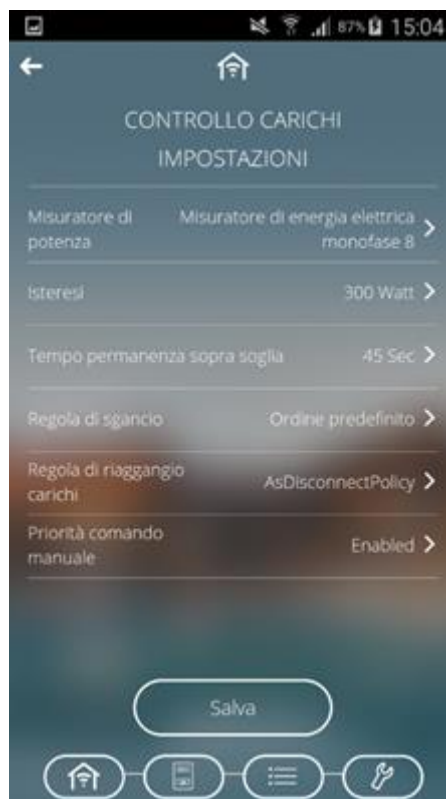 87% 15:04
CONTROLLO CARICHI
IMPOSTAZIONI
Misuratore di potenza
Misuratore di energia elettrica monofase 8
Isteresi 300 Watt
Tempo permanenza sopra soglia 45 Sec
Regola di sgancio Ordine predefinito
Regola di riaggangio carichi
AsDisconnectPolicy
Priorità comando manuale
Enabled
Salva